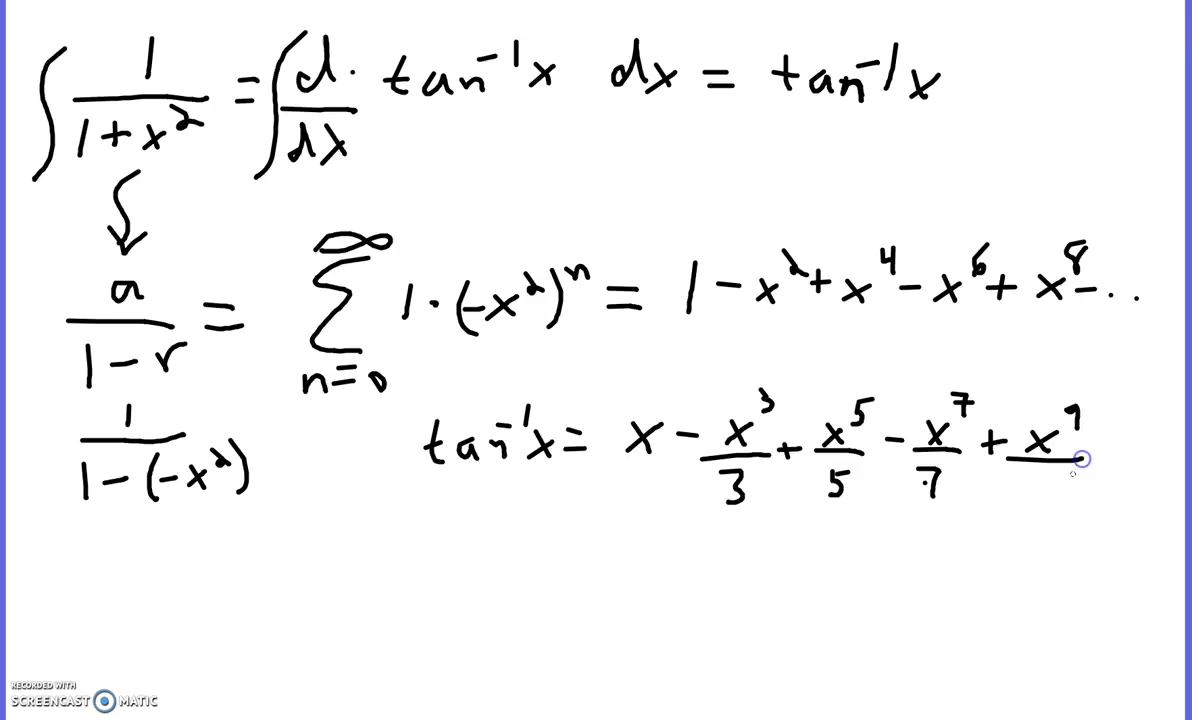 ∫ 1/(1+x²) = ∫ d/dx · tan⁻¹x dx = tan⁻¹x
a/(1-r) = ∑_{n=0}^{∞} 1·(-x²)ⁿ = 1 - x² + x⁴ - x⁶ + x⁸ - ...
1/(1-(-x²))
tan⁻¹x = x - x³/3 + x⁵/5 - x⁷/7 + x⁹/
RECORDED WITH
SCREENCAST MATIC